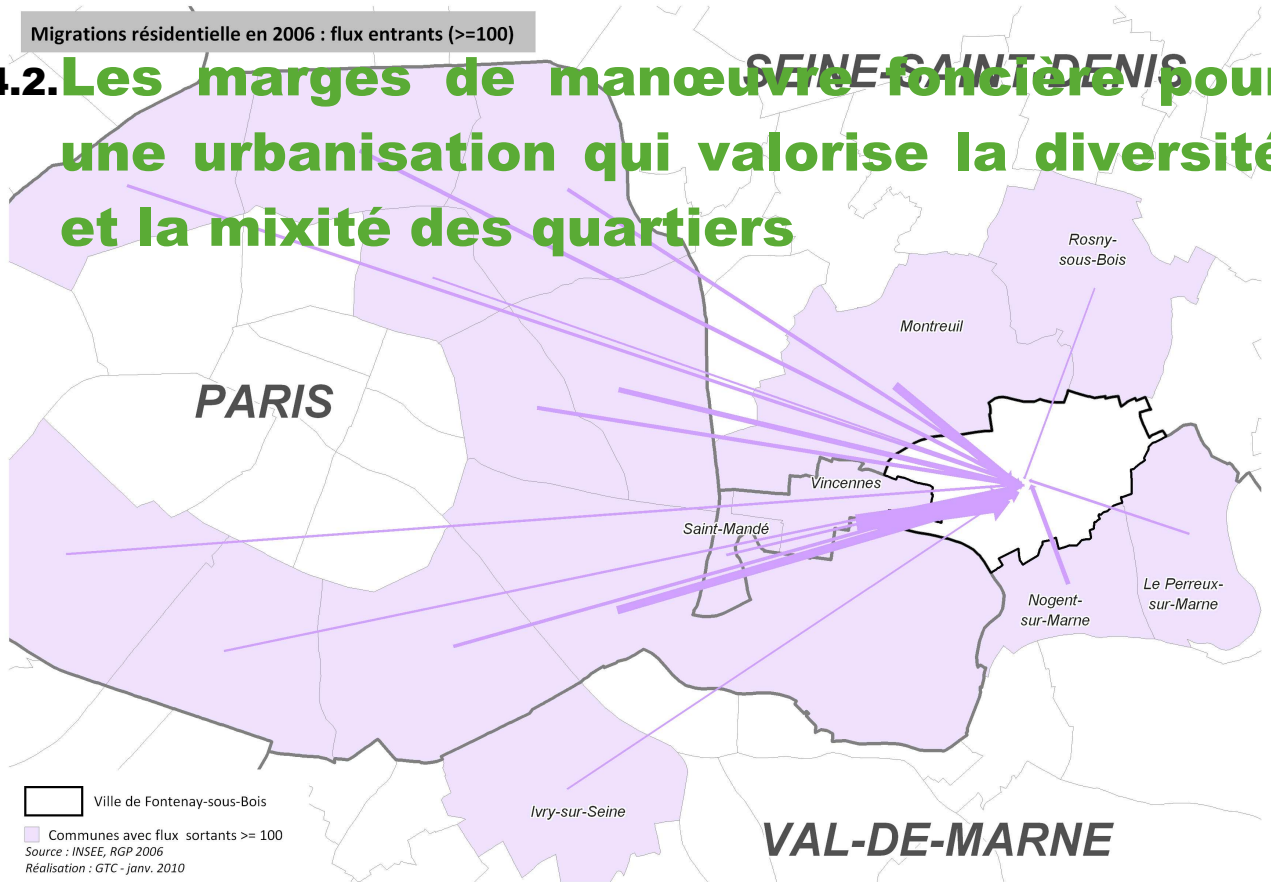 Migrations résidentielle en 2006 : flux entrants (>=100)
4.2. Les marges de manœuvre foncière pour
une urbanisation qui valorise la diversité
et la mixité des quartiers
SEINE-SAINT-DENIS
Rosny-
sous-Bois
Montreuil
PARIS
Vincennes
Saint-Mandé
Le Perreux-
sur-Marne
Nogent-
sur-Marne
Ivry-sur-Seine
VAL-DE-MARNE
Ville de Fontenay-sous-Bois
Communes avec flux sortants >= 100
Source : INSEE, RGP 2006
Réalisation : GTC - janv. 2010